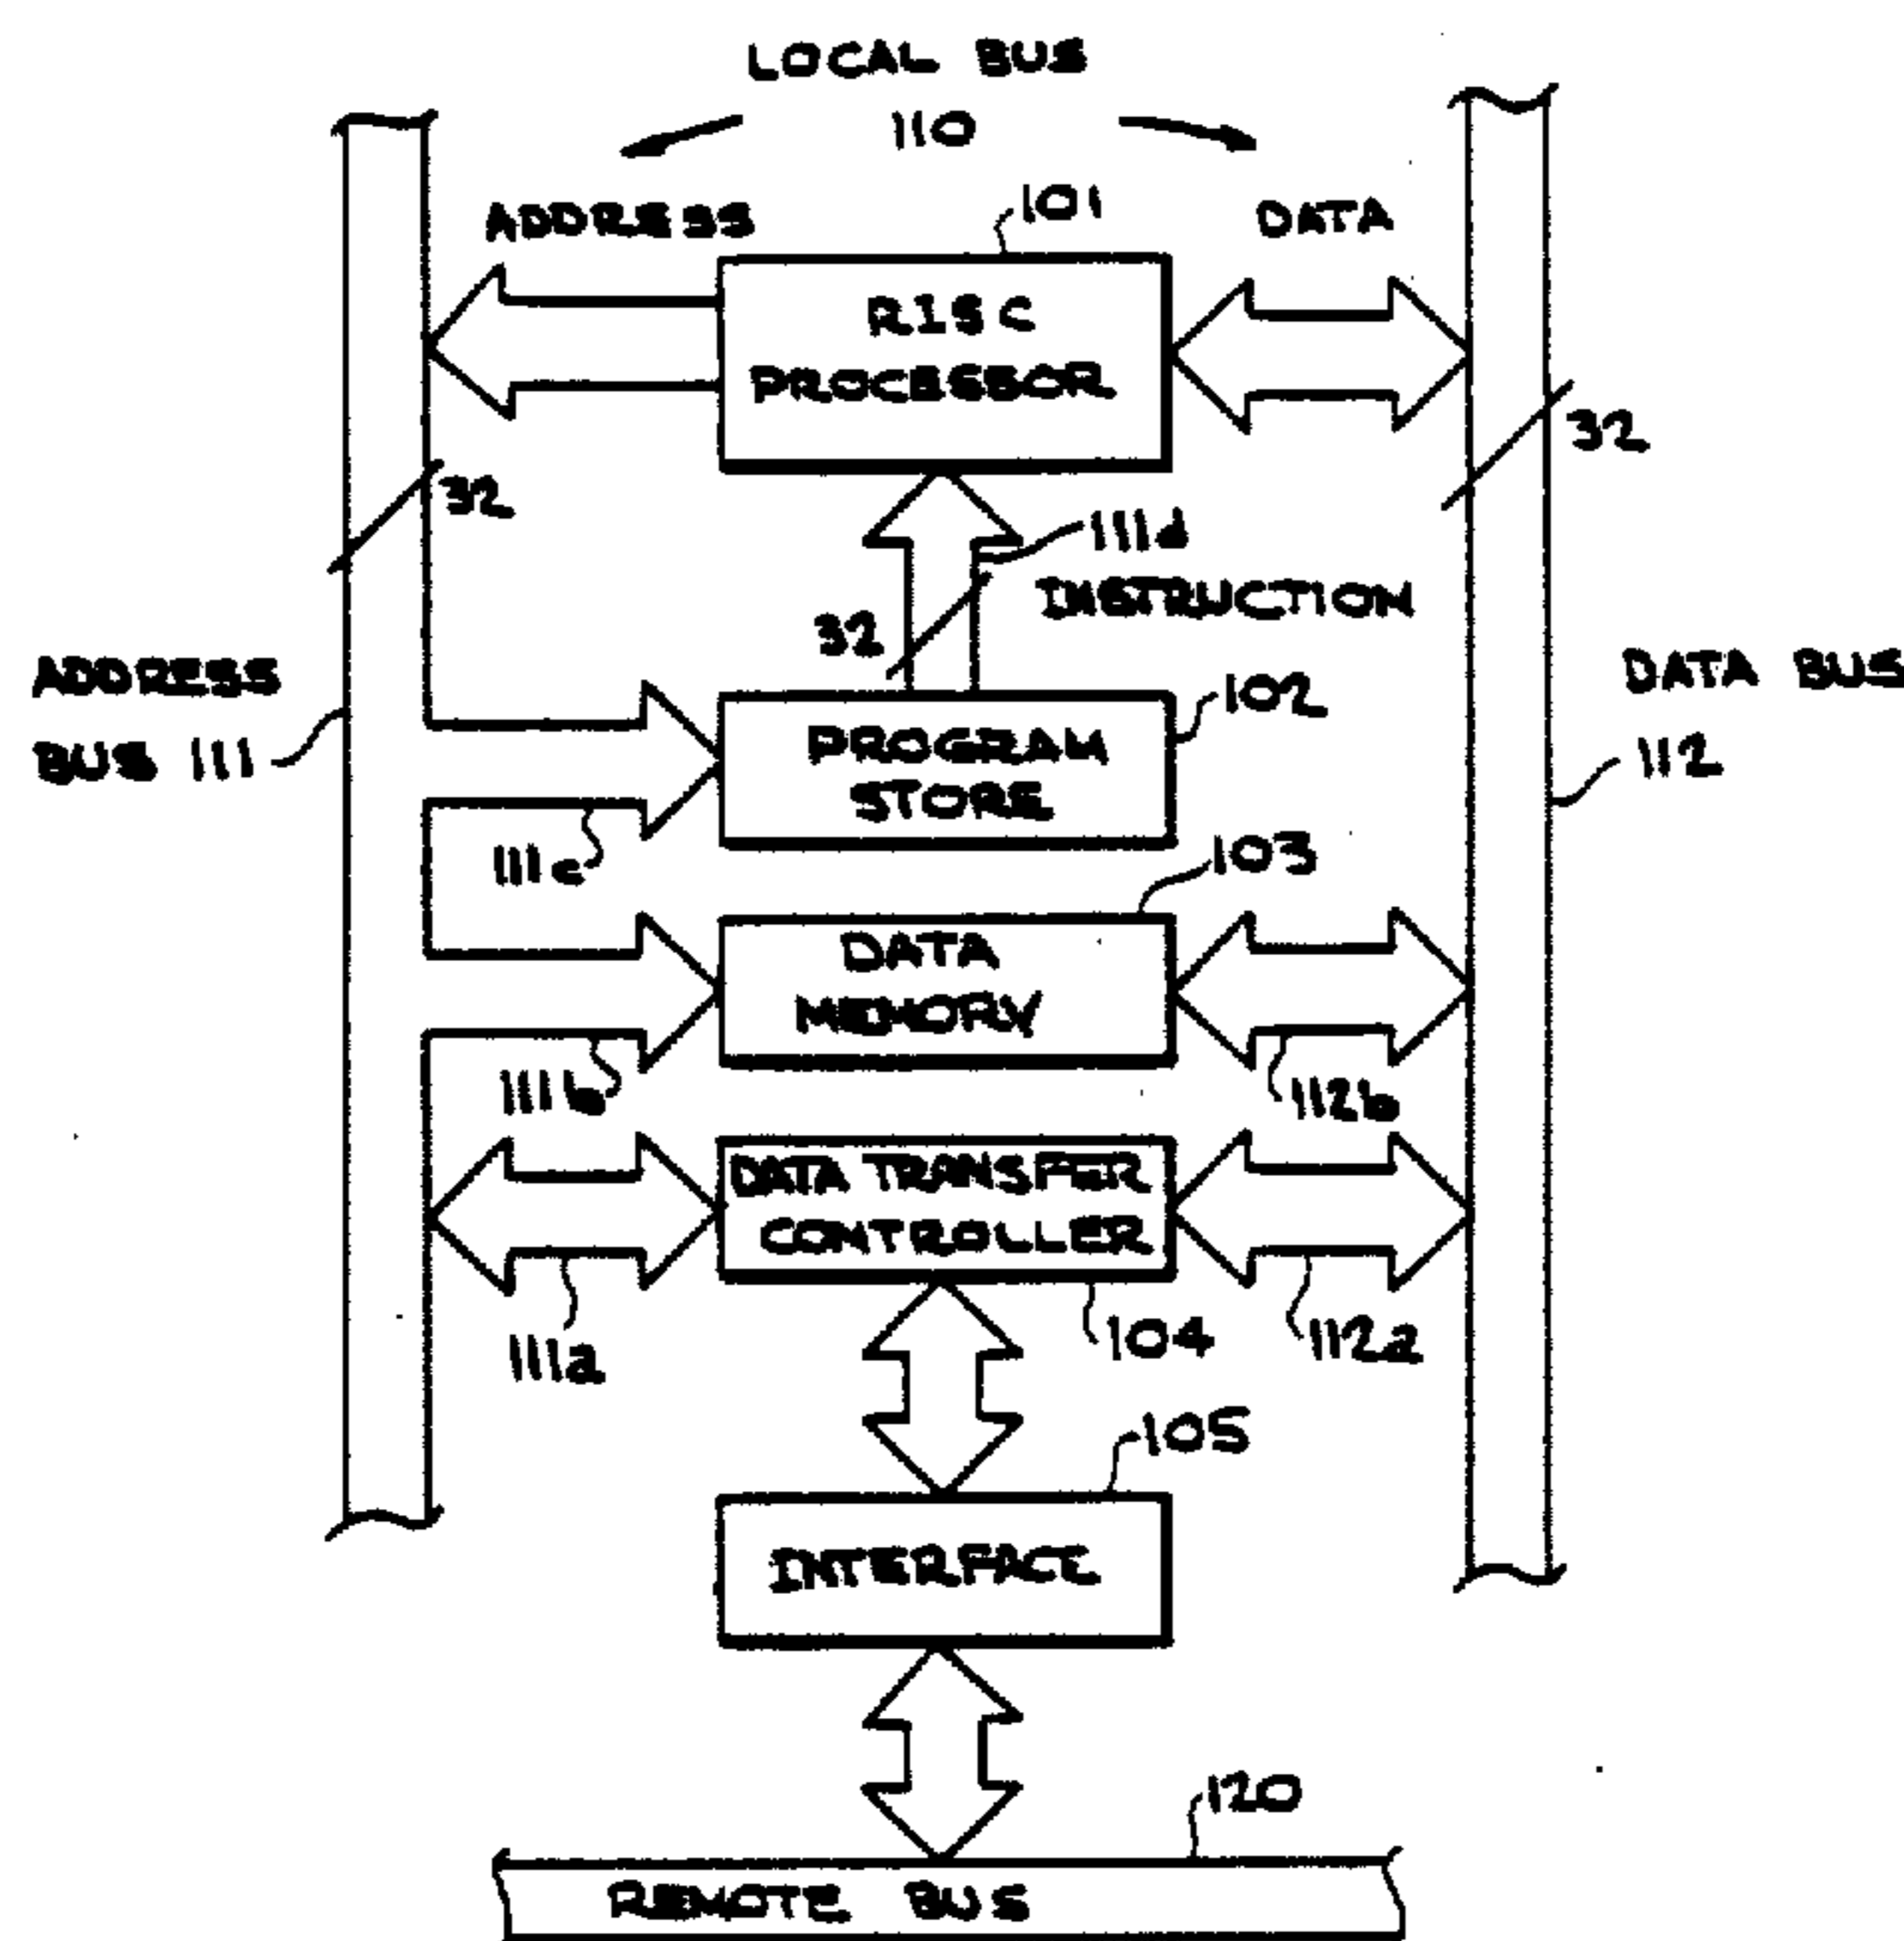 LOCAL BUS
110
ADDRESS
101
DATA
RISC
PROCESSOR
32
32
111d
INSTRUCTION
32
ADDRESS
BUS 111
DATA BUS
112
102
PROGRAM
STORE
111c
103
DATA
MEMORY
111b
112b
DATA TRANSFER
CONTROLLER
111a
104
112a
105
INTERFACE
120
REMOTE BUS